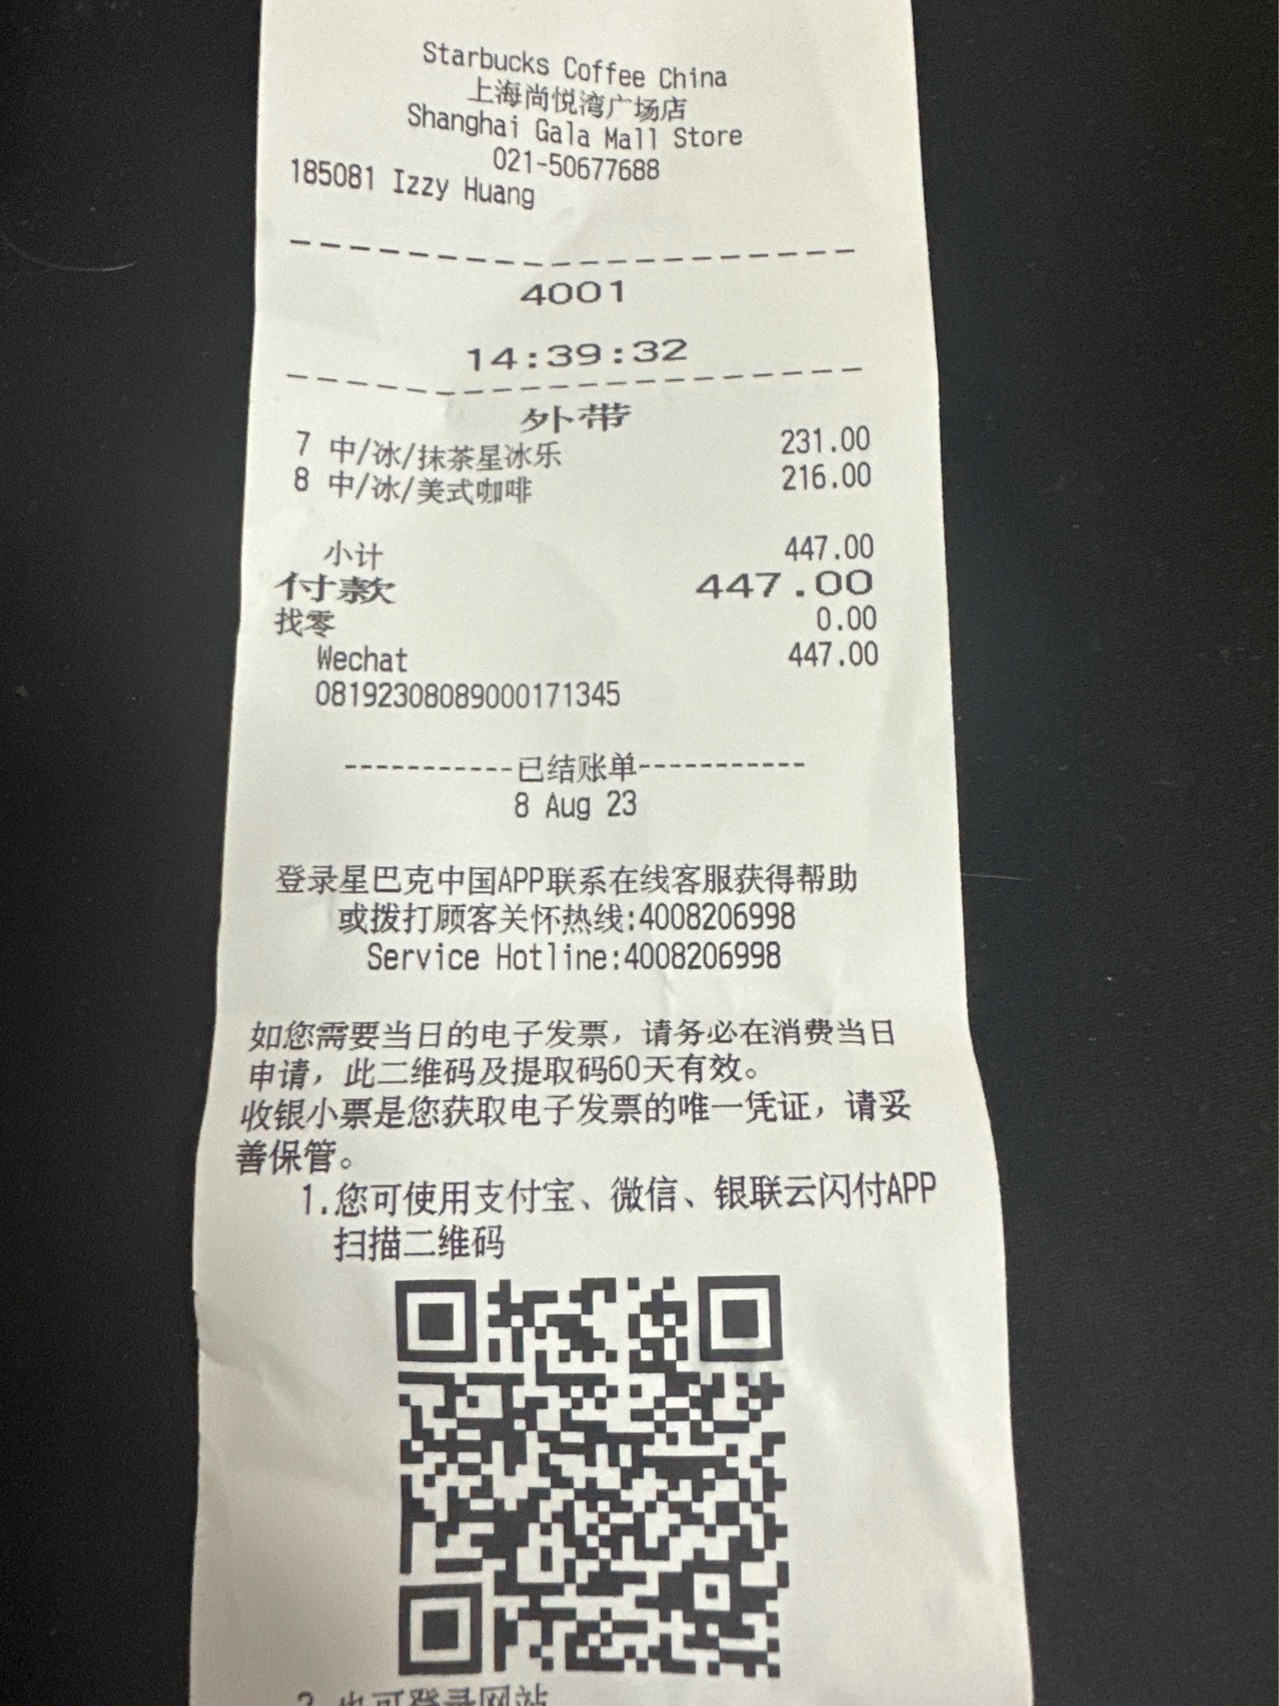 Starbucks Coffee China
上海尚悦湾广场店
Shanghai Gala Mall Store
021-50677688
185081 Izzy Huang
4001
14:39:32
外带
7 中/冰/抹茶星冰乐 231.00
8 中/冰/美式咖啡 216.00
小计 447.00
付款 447.00
找零 0.00
Wechat 447.00
08192308089000171345
-----------已结账单-----------
8 Aug 23
登录星巴克中国APP联系在线客服获得帮助
或拨打顾客关怀热线:4008206998
Service Hotline:4008206998
如您需要当日的电子发票，请务必在消费当日
申请，此二维码及提取码60天有效。
收银小票是您获取电子发票的唯一凭证，请妥
善保管。
1.您可使用支付宝、微信、银联云闪付APP
扫描二维码
2.也可登录网站